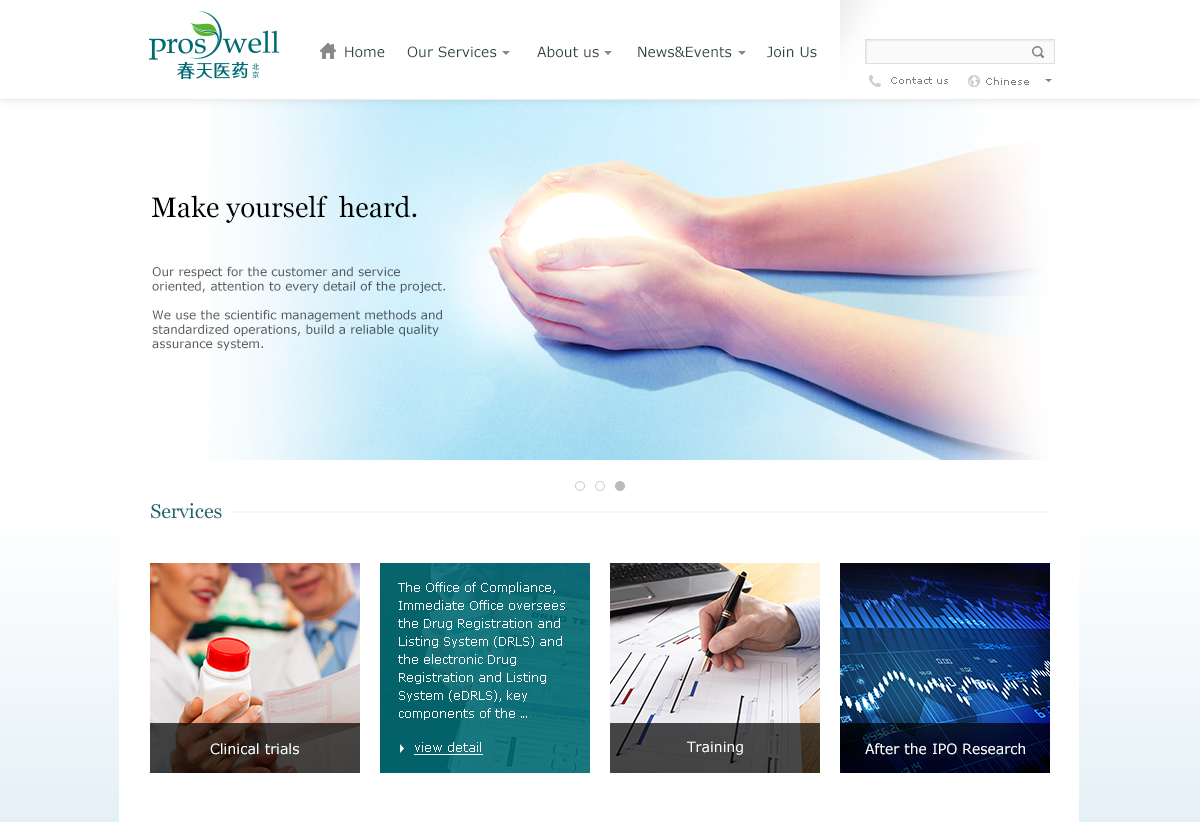 proswell
春天医药 北京
Home
Our Services
About us
News&Events
Join Us
Contact us
Chinese
Make yourself heard.
Our respect for the customer and service
oriented, attention to every detail of the project.
We use the scientific management methods and
standardized operations, build a reliable quality
assurance system.
Services
Clinical trials
The Office of Compliance,
Immediate Office oversees
the Drug Registration and
Listing System (DRLS) and
the electronic Drug
Registration and Listing
System (eDRLS), key
components of the ...
view detail
Training
After the IPO Research